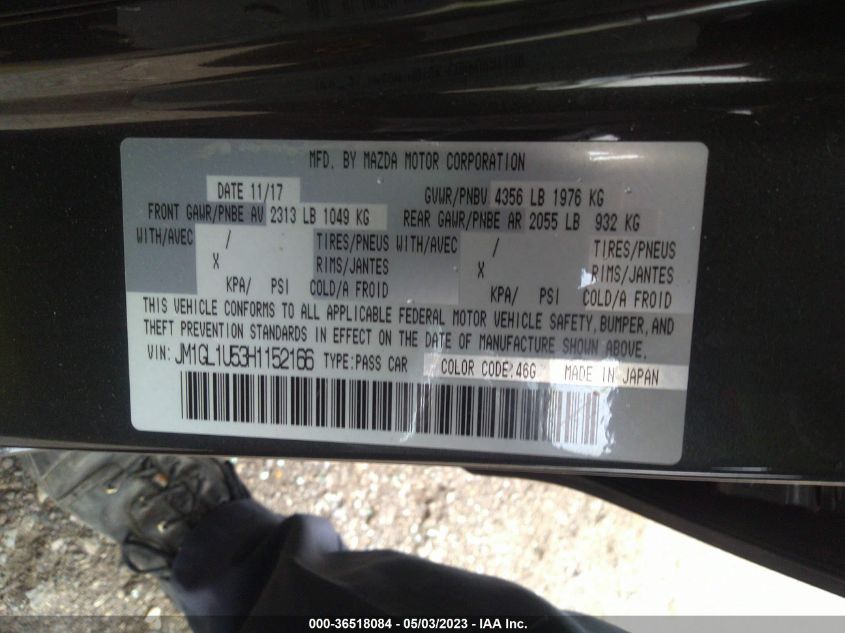 MFD. BY MAZDA MOTOR CORPORATION
DATE 11/17 GVWR/PNBV 4356 LB 1976 KG
FRONT GAWR/PNBE AV 2313 LB 1049 KG REAR GAWR/PNBE AR 2055 LB 932 KG
WITH/AVEC / TIRES/PNEUS WITH/AVEC / TIRES/PNEUS
X RIMS/JANTES X RIMS/JANTES
KPA/ PSI COLD/A FROID KPA/ PSI COLD/A FROID
THIS VEHICLE CONFORMS TO ALL APPLICABLE FEDERAL MOTOR VEHICLE SAFETY, BUMPER, AND
THEFT PREVENTION STANDARDS IN EFFECT ON THE DATE OF MANUFACTURE SHOWN ABOVE.
VIN: JM1GL1U53H1152166 TYPE:PASS CAR COLOR CODE:46G MADE IN JAPAN
000-36518084 - 05/03/2023 - IAA Inc.